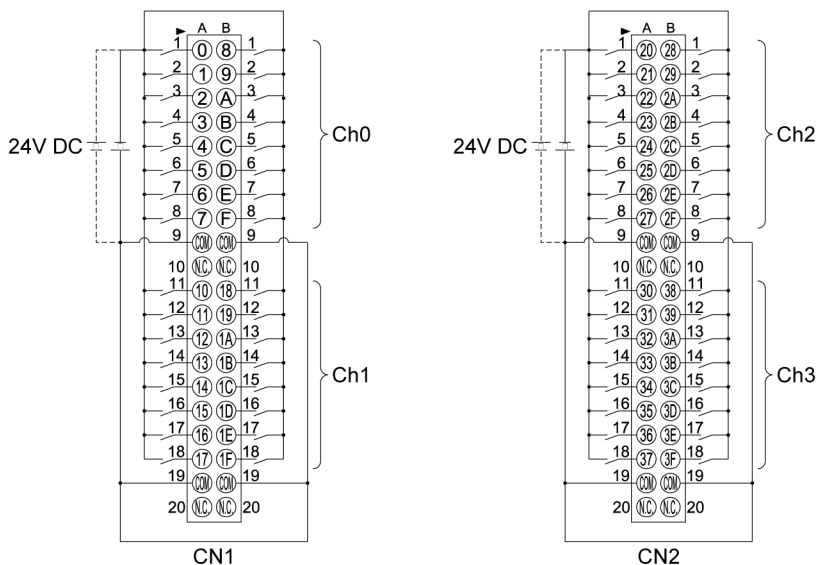 A B A B
1 0 8 1 1 20 28 1
2 1 9 2 2 21 29 2
3 2 A 3 3 22 2A 3
4 3 B 4 Ch0 4 23 2B 4 Ch2
24V DC 5 4 C 5 24V DC 5 24 2C 5
6 5 D 6 6 25 2D 6
7 6 E 7 7 26 2E 7
8 7 F 8 8 27 2F 8
9 COM COM 9 9 COM COM 9
10 N.C. N.C. 10 10 N.C. N.C. 10
11 10 18 11 11 30 38 11
12 11 19 12 12 31 39 12
13 12 1A 13 13 32 3A 13
14 13 1B 14 14 33 3B 14
15 14 1C 15 Ch1 15 34 3C 15 Ch3
16 15 1D 16 16 35 3D 16
17 16 1E 17 17 36 3E 17
18 17 1F 18 18 37 3F 18
19 COM COM 19 19 COM COM 19
20 N.C. N.C. 20 20 N.C. N.C. 20
CN1 CN2